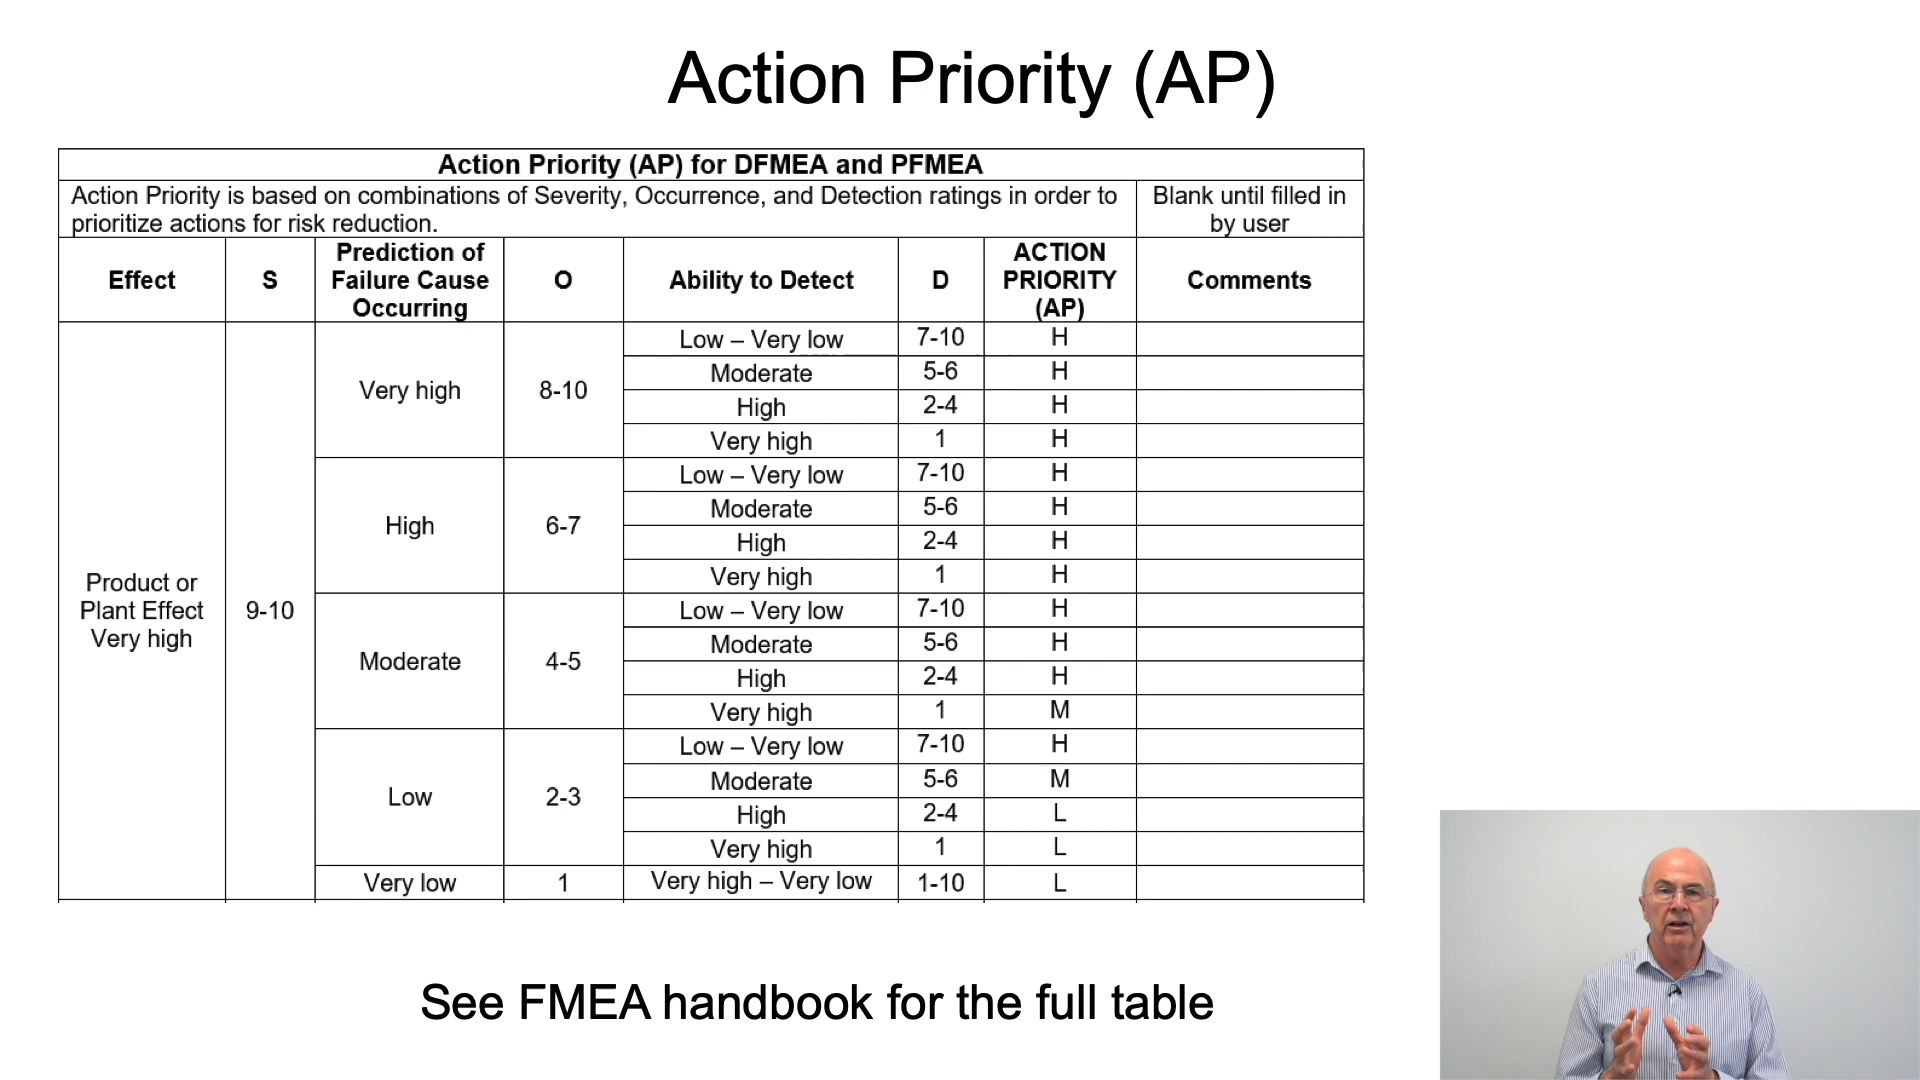 Action Priority (AP)
Action Priority (AP) for DFMEA and PFMEA
Action Priority is based on combinations of Severity, Occurrence, and Detection ratings in order to
prioritize actions for risk reduction.
Blank until filled in
by user
Effect
S
Prediction of
Failure Cause
Occurring
O
Ability to Detect
D
ACTION
PRIORITY
(AP)
Comments
Product or
Plant Effect
Very high
9-10
Very high
8-10
Low – Very low 7-10 H
Moderate 5-6 H
High 2-4 H
Very high 1 H
High
6-7
Low – Very low 7-10 H
Moderate 5-6 H
High 2-4 H
Very high 1 H
Moderate
4-5
Low – Very low 7-10 H
Moderate 5-6 H
High 2-4 H
Very high 1 M
Low
2-3
Low – Very low 7-10 H
Moderate 5-6 M
High 2-4 L
Very high 1 L
Very low 1 Very high – Very low 1-10 L
See FMEA handbook for the full table